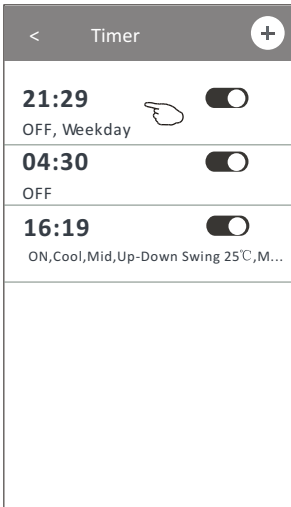 < Timer +
21:29
OFF, Weekday
04:30
OFF
16:19
ON,Cool,Mid,Up-Down Swing 25℃,M...